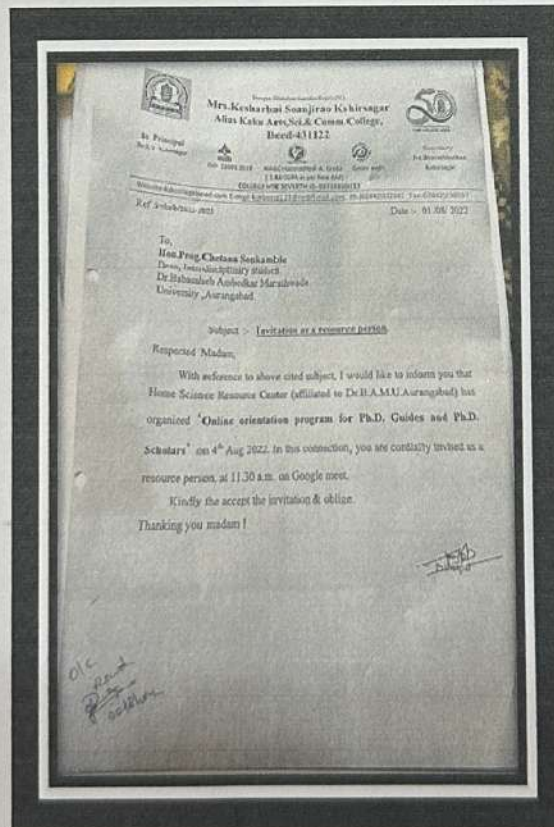 Mrs.Kesharbai Sonajirao Kshirsagar
Alias Kaku Arts,Sci.& Comm.College,
Beed-431122
Principal
Date :- 01/08/ 2022
To,
Hon.Prog.Chetana Sonkamble
Dean, Interdisciplinary studies
Dr.Babasaheb Ambedkar Marathwada
University ,Aurangabad.
Subject :- Invitation as a resource person.
Respected Madam,
With reference to above cited subject, I would like to inform you that
Home Science Resource Center (affiliated to Dr.B.A.M.U.Aurangabad) has
organized 'Online orientation program for Ph.D. Guides and Ph.D.
Scholars' on 4th Aug 2022. In this connection, you are cordially invited as a
resource person, at 11.30 a.m. on Google meet.
Kindly the accept the invitation & oblige.
Thanking you madam !
O/c